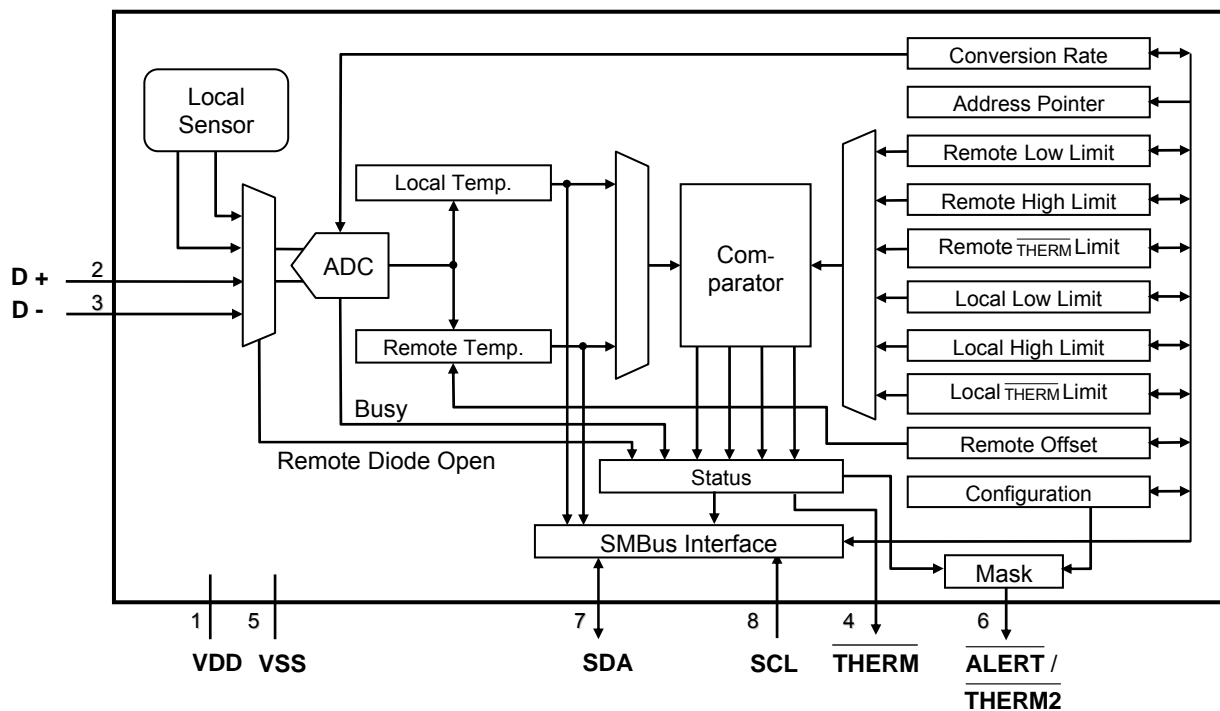 Conversion Rate
Local
Sensor
Address Pointer
Remote Low Limit
Local Temp.
Remote High Limit
Com-
parator
Remote THERM Limit
ADC
D + 2
D - 3
Local Low Limit
Remote Temp.
Local High Limit
Local THERM Limit
Busy
Remote Offset
Remote Diode Open
Status
Configuration
SMBus Interface
Mask
1 5 7 8 4 6
VDD VSS SDA SCL THERM ALERT /
THERM2